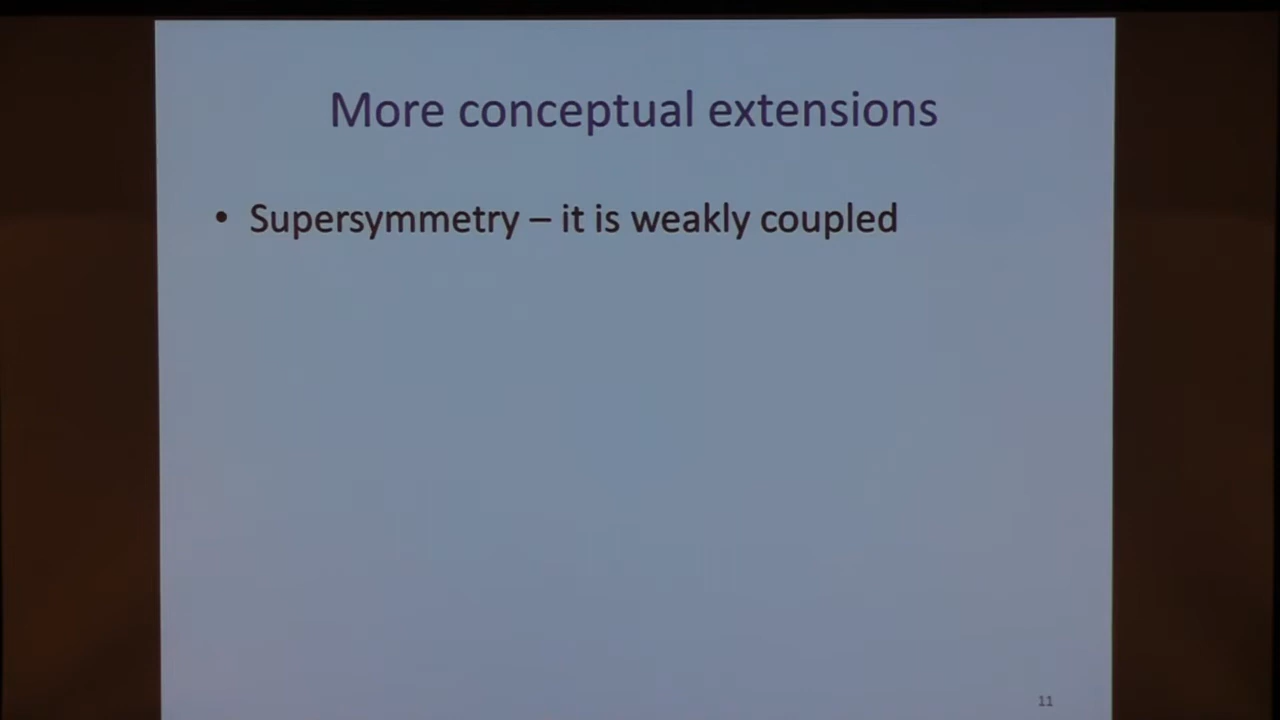 More conceptual extensions
• Supersymmetry – it is weakly coupled
11